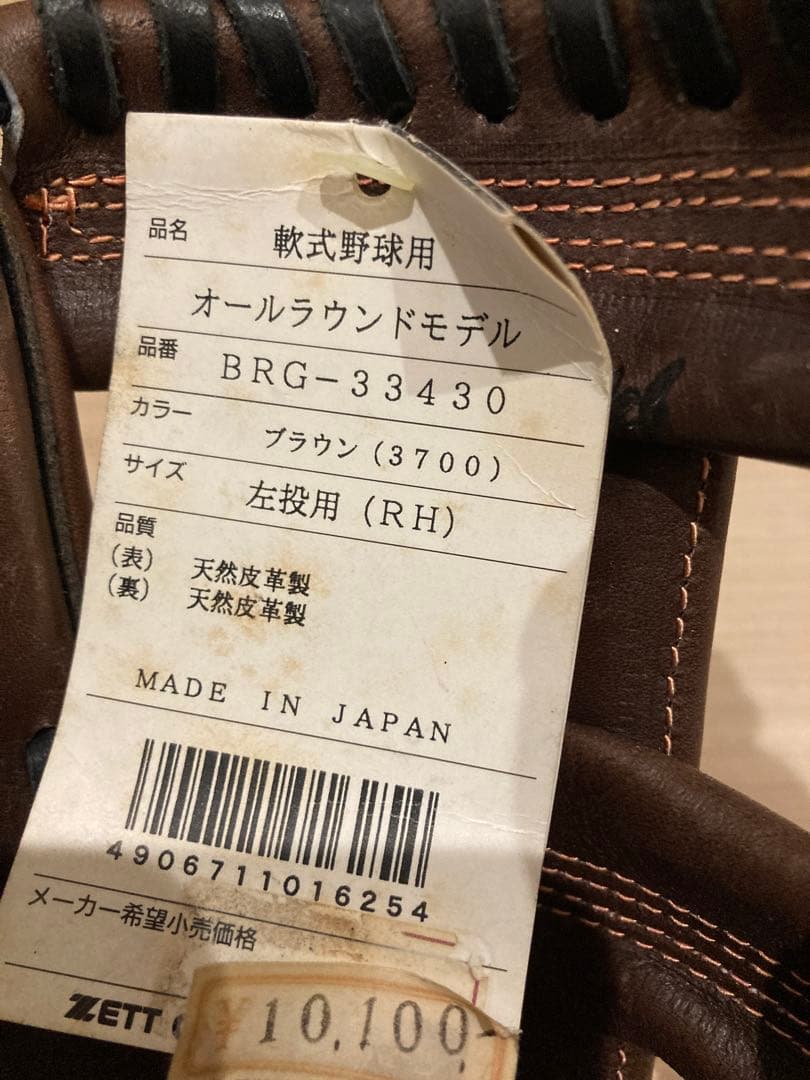 品名 軟式野球用
オールラウンドモデル
品番 BRG-33430
カラー ブラウン(3700)
サイズ 左投用(RH)
品質
(表) 天然皮革製
(裏) 天然皮革製
MADE IN JAPAN
4906711016254
メーカー希望小売価格
ZETT
¥10,100-